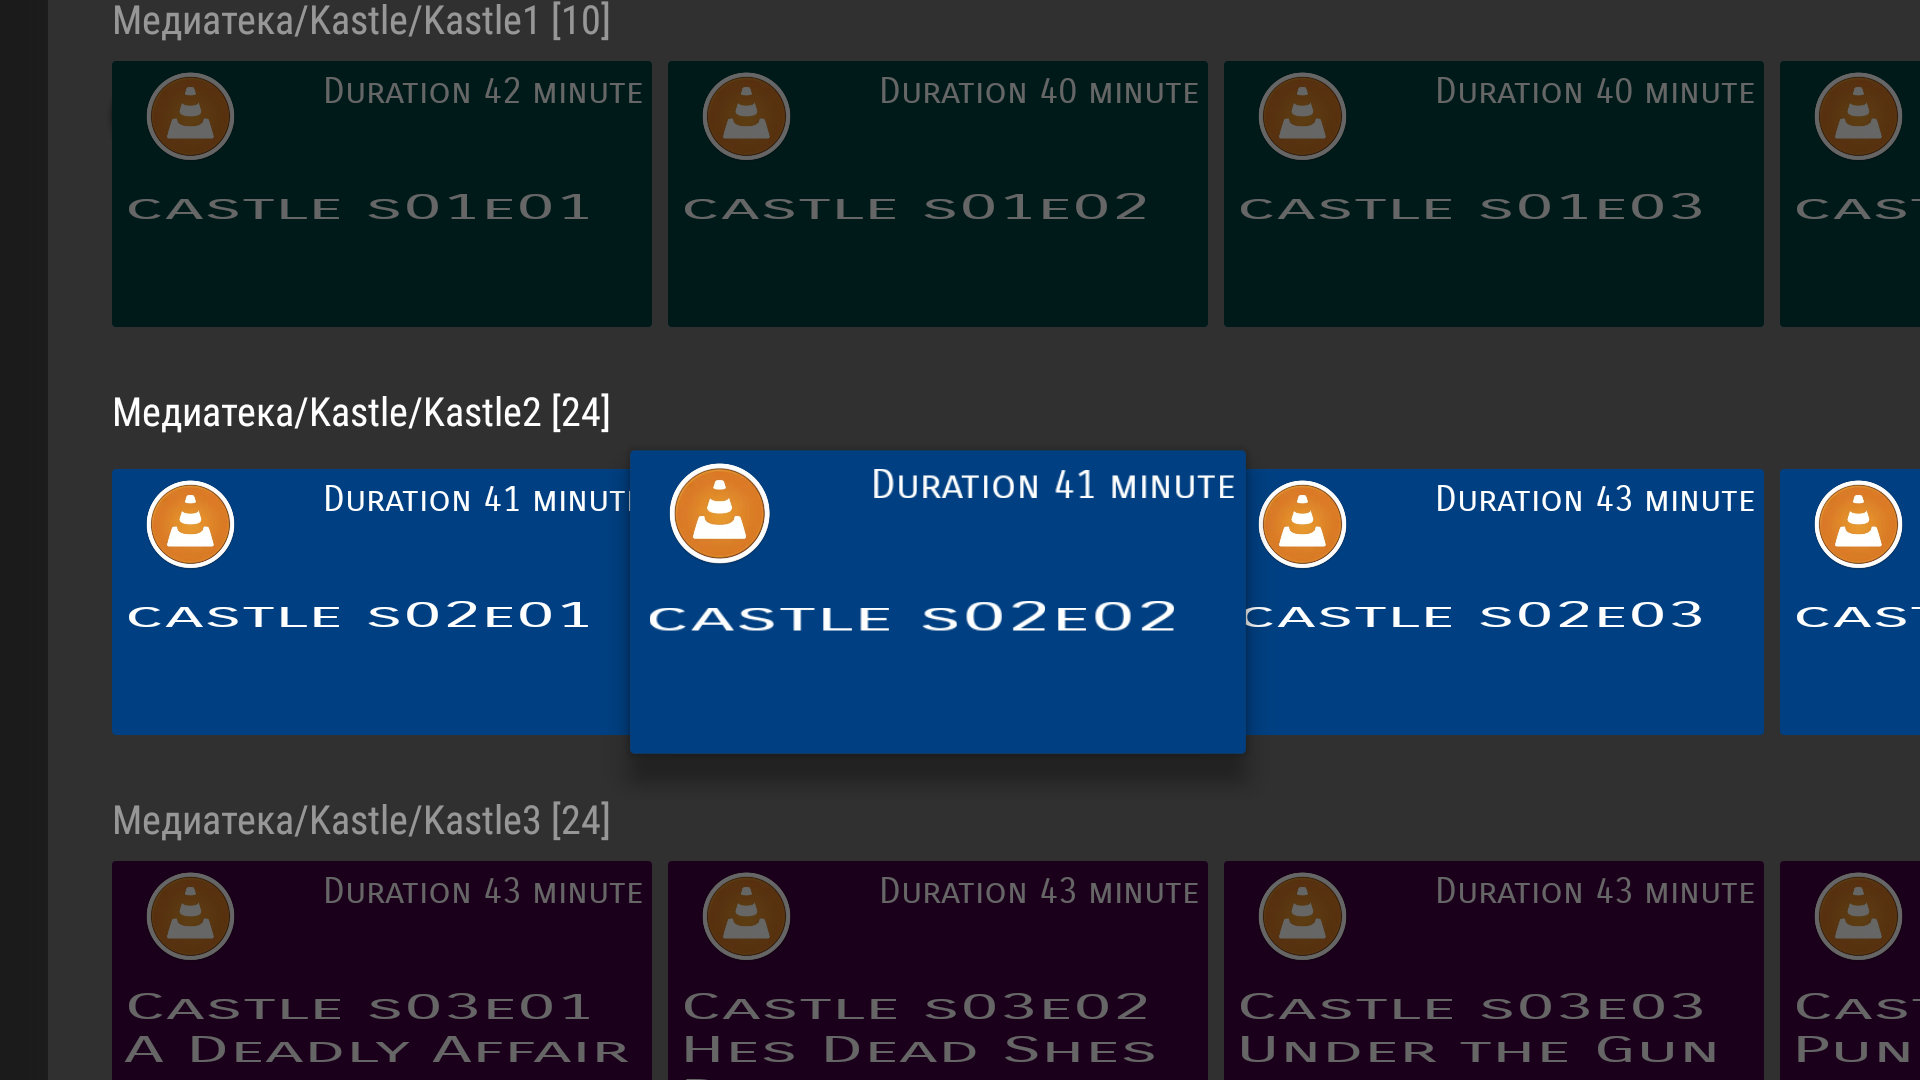 Медиатека/Kastle/Kastle1 [10]
Duration 42 minute
Duration 40 minute
Duration 40 minute
castle s01e01
castle s01e02
castle s01e03
Медиатека/Kastle/Kastle2 [24]
Duration 41
Duration 41 minute
Duration 43 minute
castle s02e01
castle s02e02
castle s02e03
Медиатека/Kastle/Kastle3 [24]
Duration 43 minute
Duration 43 minute
Duration 43 minute
Castle s03e01
Castle s03e02
Castle s03e03
A Deadly Affair
Hes Dead Shes
Under the Gun